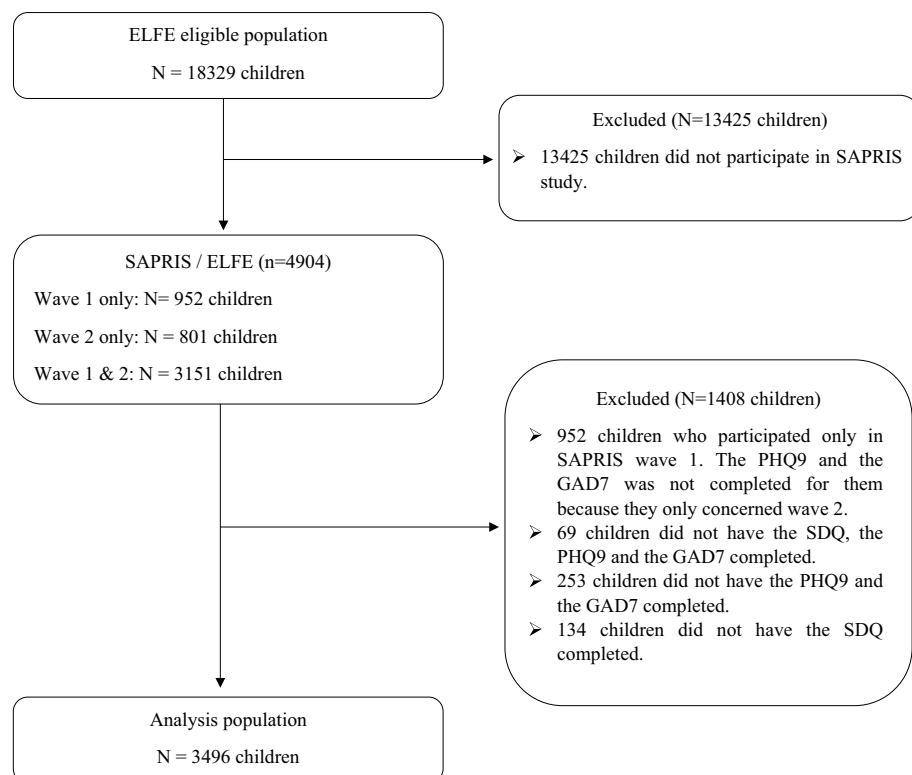 ELFE eligible population
N = 18329 children
Excluded (N=13425 children)
➢ 13425 children did not participate in SAPRIS
study.
SAPRIS / ELFE (n=4904)
Wave 1 only: N= 952 children
Wave 2 only: N = 801 children
Wave 1 & 2: N = 3151 children
Excluded (N=1408 children)
➢ 952 children who participated only in
SAPRIS wave 1. The PHQ9 and the
GAD7 was not completed for them
because they only concerned wave 2.
➢ 69 children did not have the SDQ, the
PHQ9 and the GAD7 completed.
➢ 253 children did not have the PHQ9 and
the GAD7 completed.
➢ 134 children did not have the SDQ
completed.
Analysis population
N = 3496 children